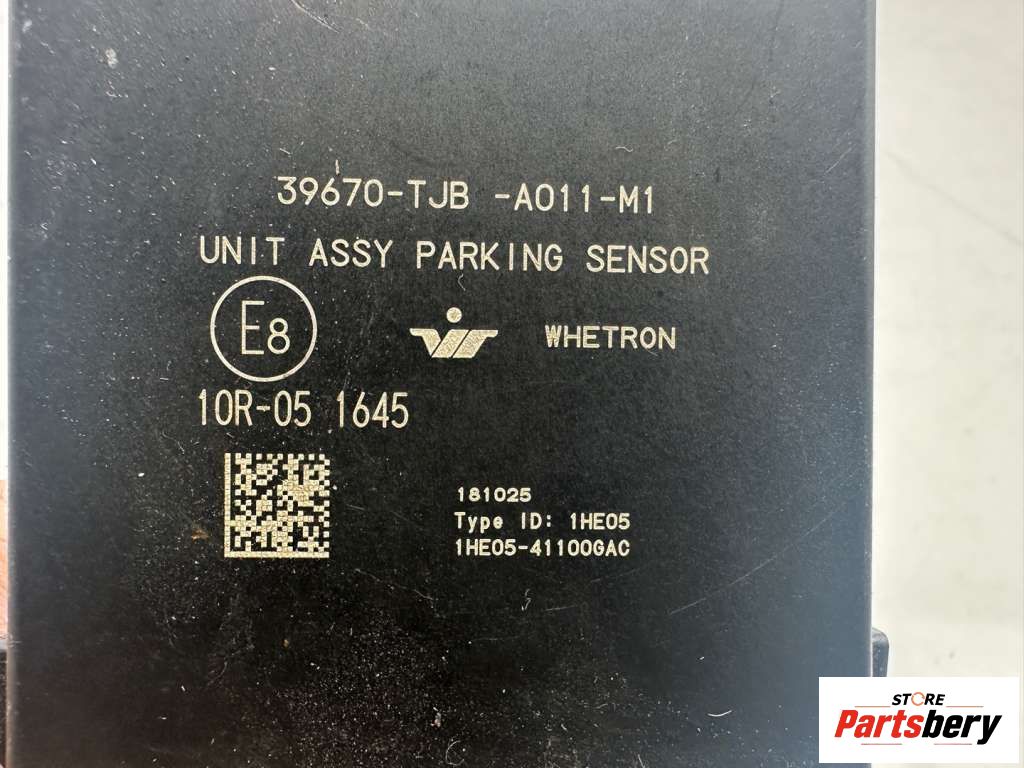 39670-TJB -A011-M1
UNIT ASSY PARKING SENSOR
E8
WHETRON
10R-05 1645
181025
Type ID: 1HE05
1HE05-41100GAC
STORE
Partsbery